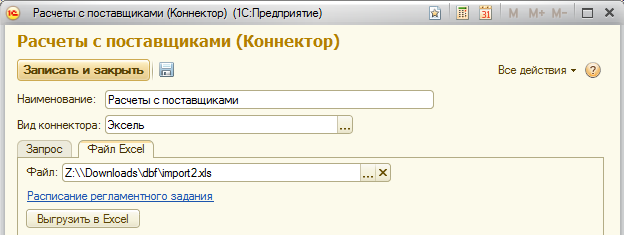 Расчеты с поставщиками (Коннектор) (1С:Предприятие)
M M+ M-
31
Расчеты с поставщиками (Коннектор)
Записать и закрыть
Все действия
?
Наименование: Расчеты с поставщиками
Вид коннектора: Эксель ...
Запрос Файл Excel
Файл: Z:\\Downloads\dbf\import2.xls ...
Расписание регламентного задания
Выгрузить в Excel